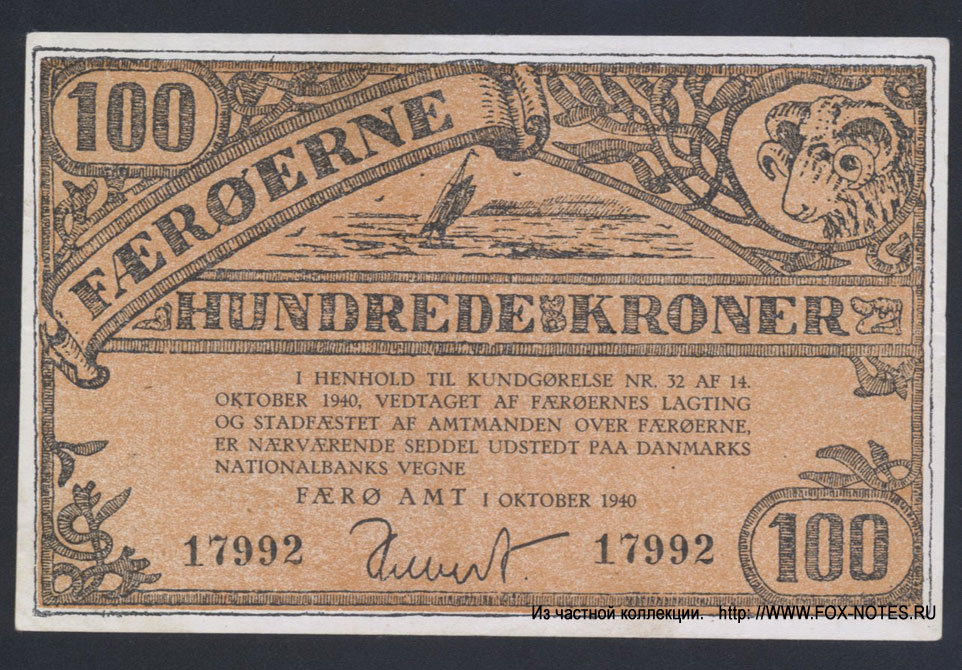 100
FÆRØERNE
HUNDREDE KRONER
I HENHOLD TIL KUNDGØRELSE NR. 32 AF 14.
OKTOBER 1940, VEDTAGET AF FÆRØERNES LAGTING
OG STADFÆSTET AF AMTMANDEN OVER FÆRØERNE,
ER NÆRVÆRENDE SEDDEL UDSTEDT PAA DANMARKS
NATIONALBANKS VEGNE
FÆRØ AMT I OKTOBER 1940
17992 17992
100
Из частной коллекции. http: //WWW.FOX-NOTES.RU